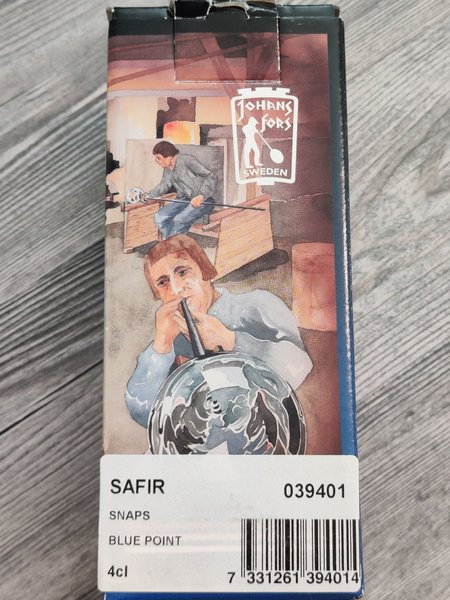 JOHANS
FORS
SWEDEN
SAFIR 039401
SNAPS
BLUE POINT
4cl
7 331261 394014